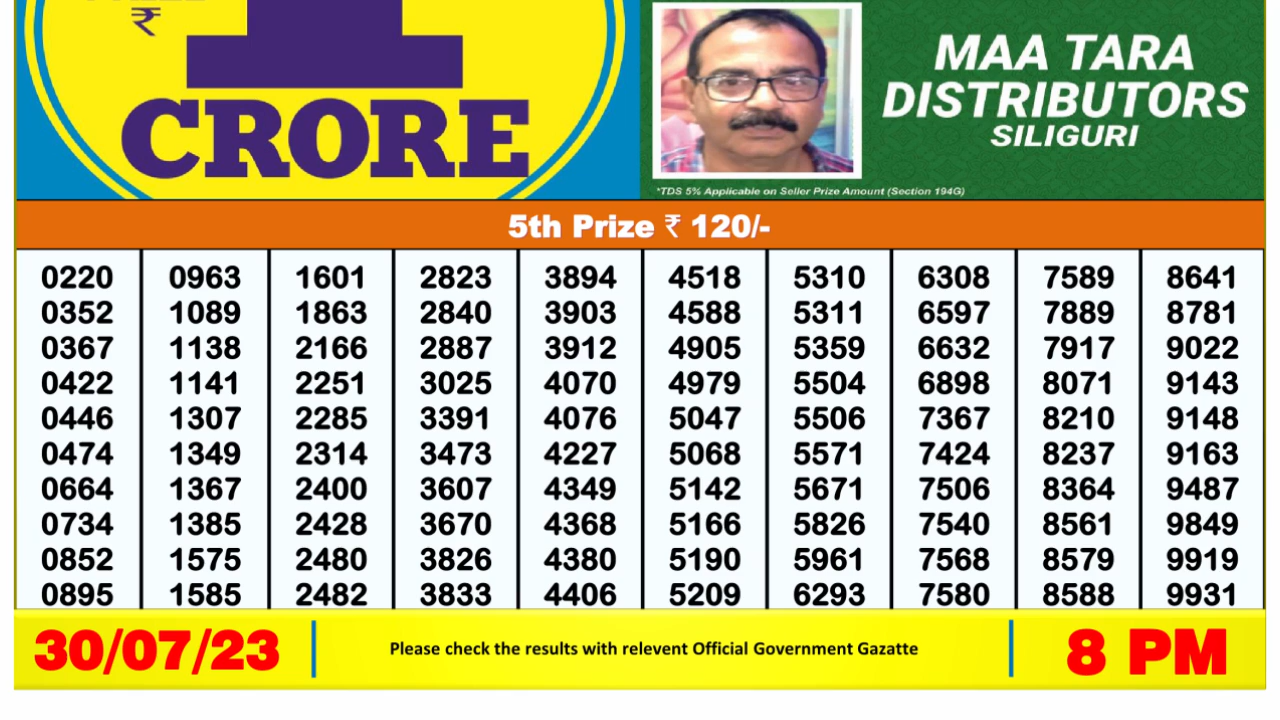 ₹
1
CRORE
MAA TARA
DISTRIBUTORS
SILIGURI
*TDS 5% Applicable on Seller Prize Amount (Section 194G)
5th Prize ₹ 120/-
0220 0963 1601 2823 3894 4518 5310 6308 7589 8641
0352 1089 1863 2840 3903 4588 5311 6597 7889 8781
0367 1138 2166 2887 3912 4905 5359 6632 7917 9022
0422 1141 2251 3025 4070 4979 5504 6898 8071 9143
0446 1307 2285 3391 4076 5047 5506 7367 8210 9148
0474 1349 2314 3473 4227 5068 5571 7424 8237 9163
0664 1367 2400 3607 4349 5142 5671 7506 8364 9487
0734 1385 2428 3670 4368 5166 5826 7540 8561 9849
0852 1575 2480 3826 4380 5190 5961 7568 8579 9919
0895 1585 2482 3833 4406 5209 6293 7580 8588 9931
30/07/23
Please check the results with relevent Official Government Gazatte
8 PM